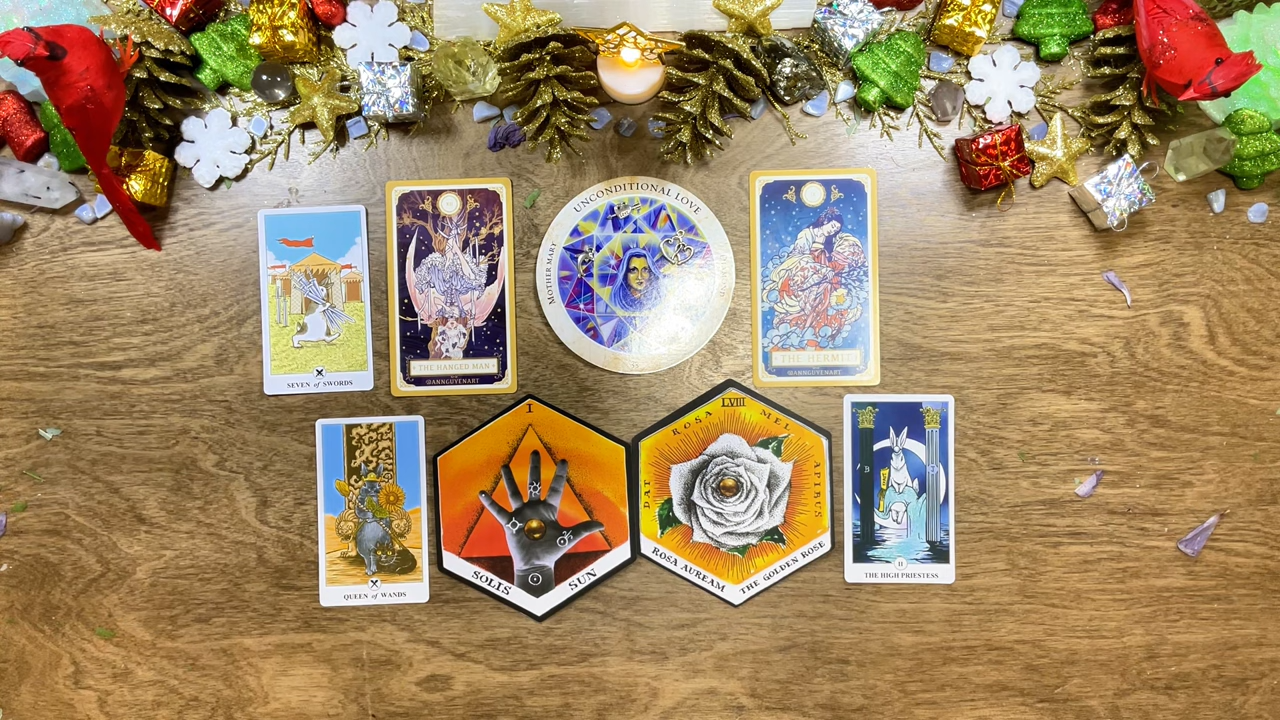 SEVEN of SWORDS
THE HANGED MAN
@ANNGUYENART
UNCONDITIONAL LOVE
MOTHER MARY
22
THE HERMIT
@ANNGUYENART
QUEEN of WANDS
I
SOLIS
SUN
LVIII
DAT ROSA MEL APIBUS
ROSA AUREAM
THE GOLDEN ROSE
B
II
THE HIGH PRIESTESS